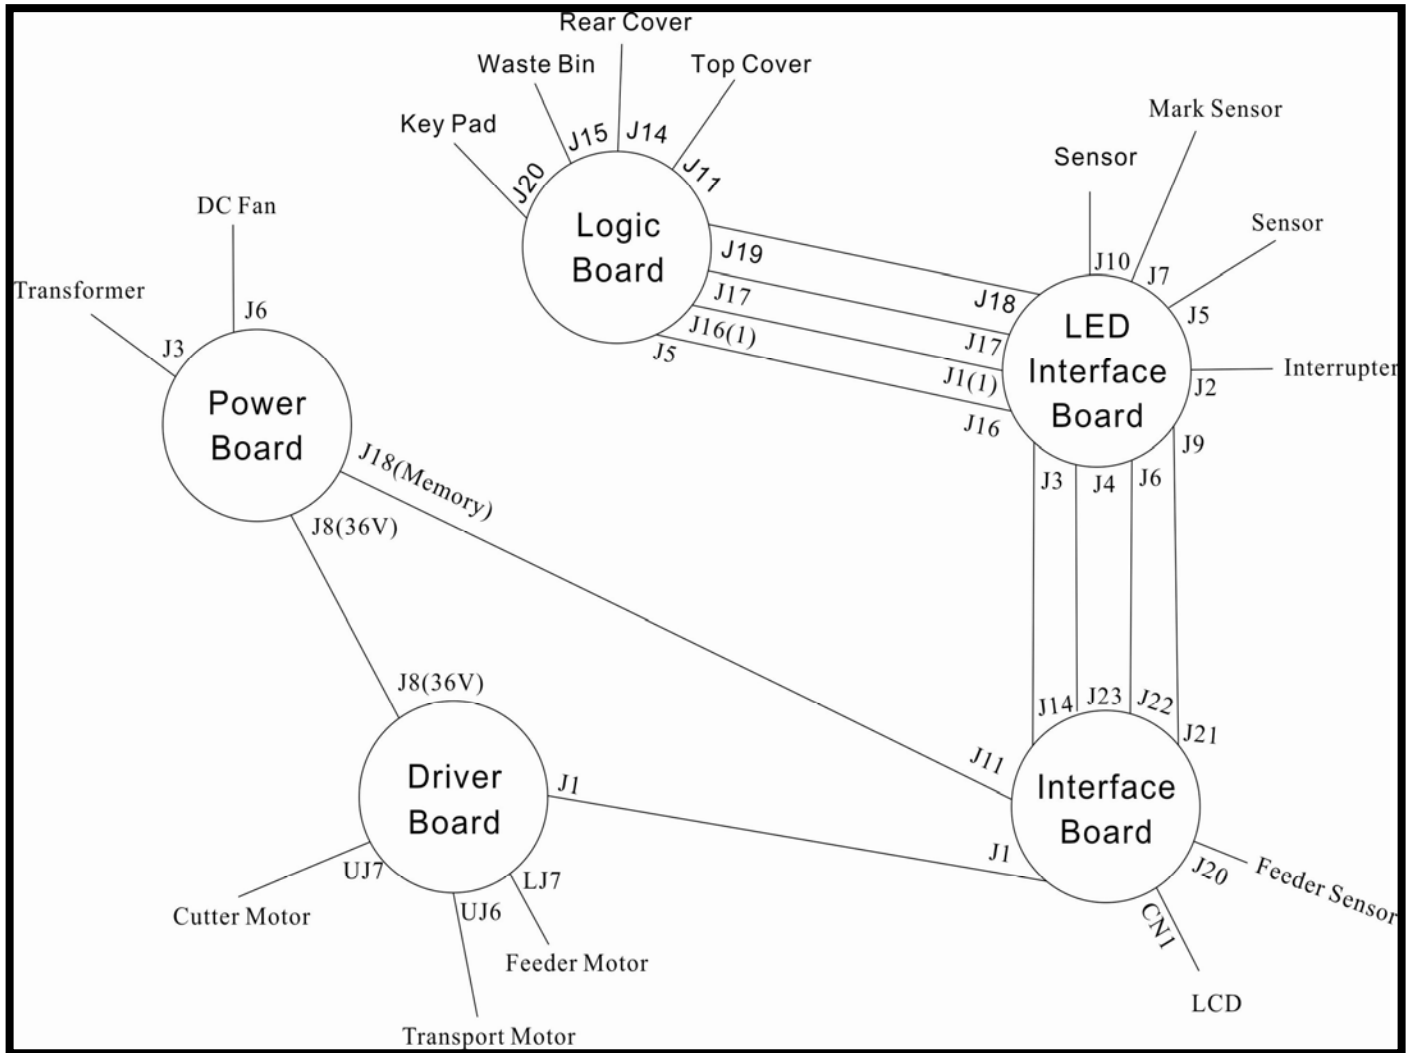 Rear Cover
Waste Bin
Top Cover
Key Pad
Mark Sensor
Sensor
Sensor
DC Fan
Transformer
Interrupter
J20
J15
J14
J11
Logic
Board
J19
J17
J16(1)
J5
J10
J7
J5
J2
J9
J18
J17
J1(1)
J16
LED
Interface
Board
J3
J4
J6
J6
J3
Power
Board
J18(Memory)
J8(36V)
J8(36V)
Driver
Board
J1
UJ7
UJ6
LJ7
Cutter Motor
Feeder Motor
Transport Motor
J14
J23
J22
J21
J11
J1
Interface
Board
J20
CN1
Feeder Sensor
LCD